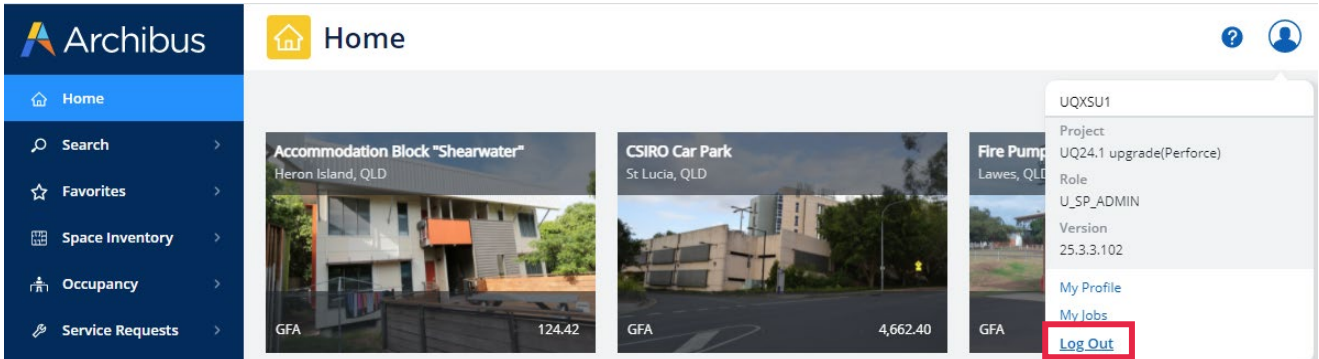 Archibus
Home
Home
Search
Favorites
Space Inventory
Occupancy
Service Requests
Accommodation Block "Shearwater"
Heron Island, QLD
GFA 124.42
CSIRO Car Park
St Lucia, QLD
GFA 4,662.40
Fire Pump
Lawes, QLD
GFA
?
UQXSU1
Project
UQ24.1 upgrade(Perforce)
Role
U_SP_ADMIN
Version
25.3.3.102
My Profile
My Jobs
Log Out